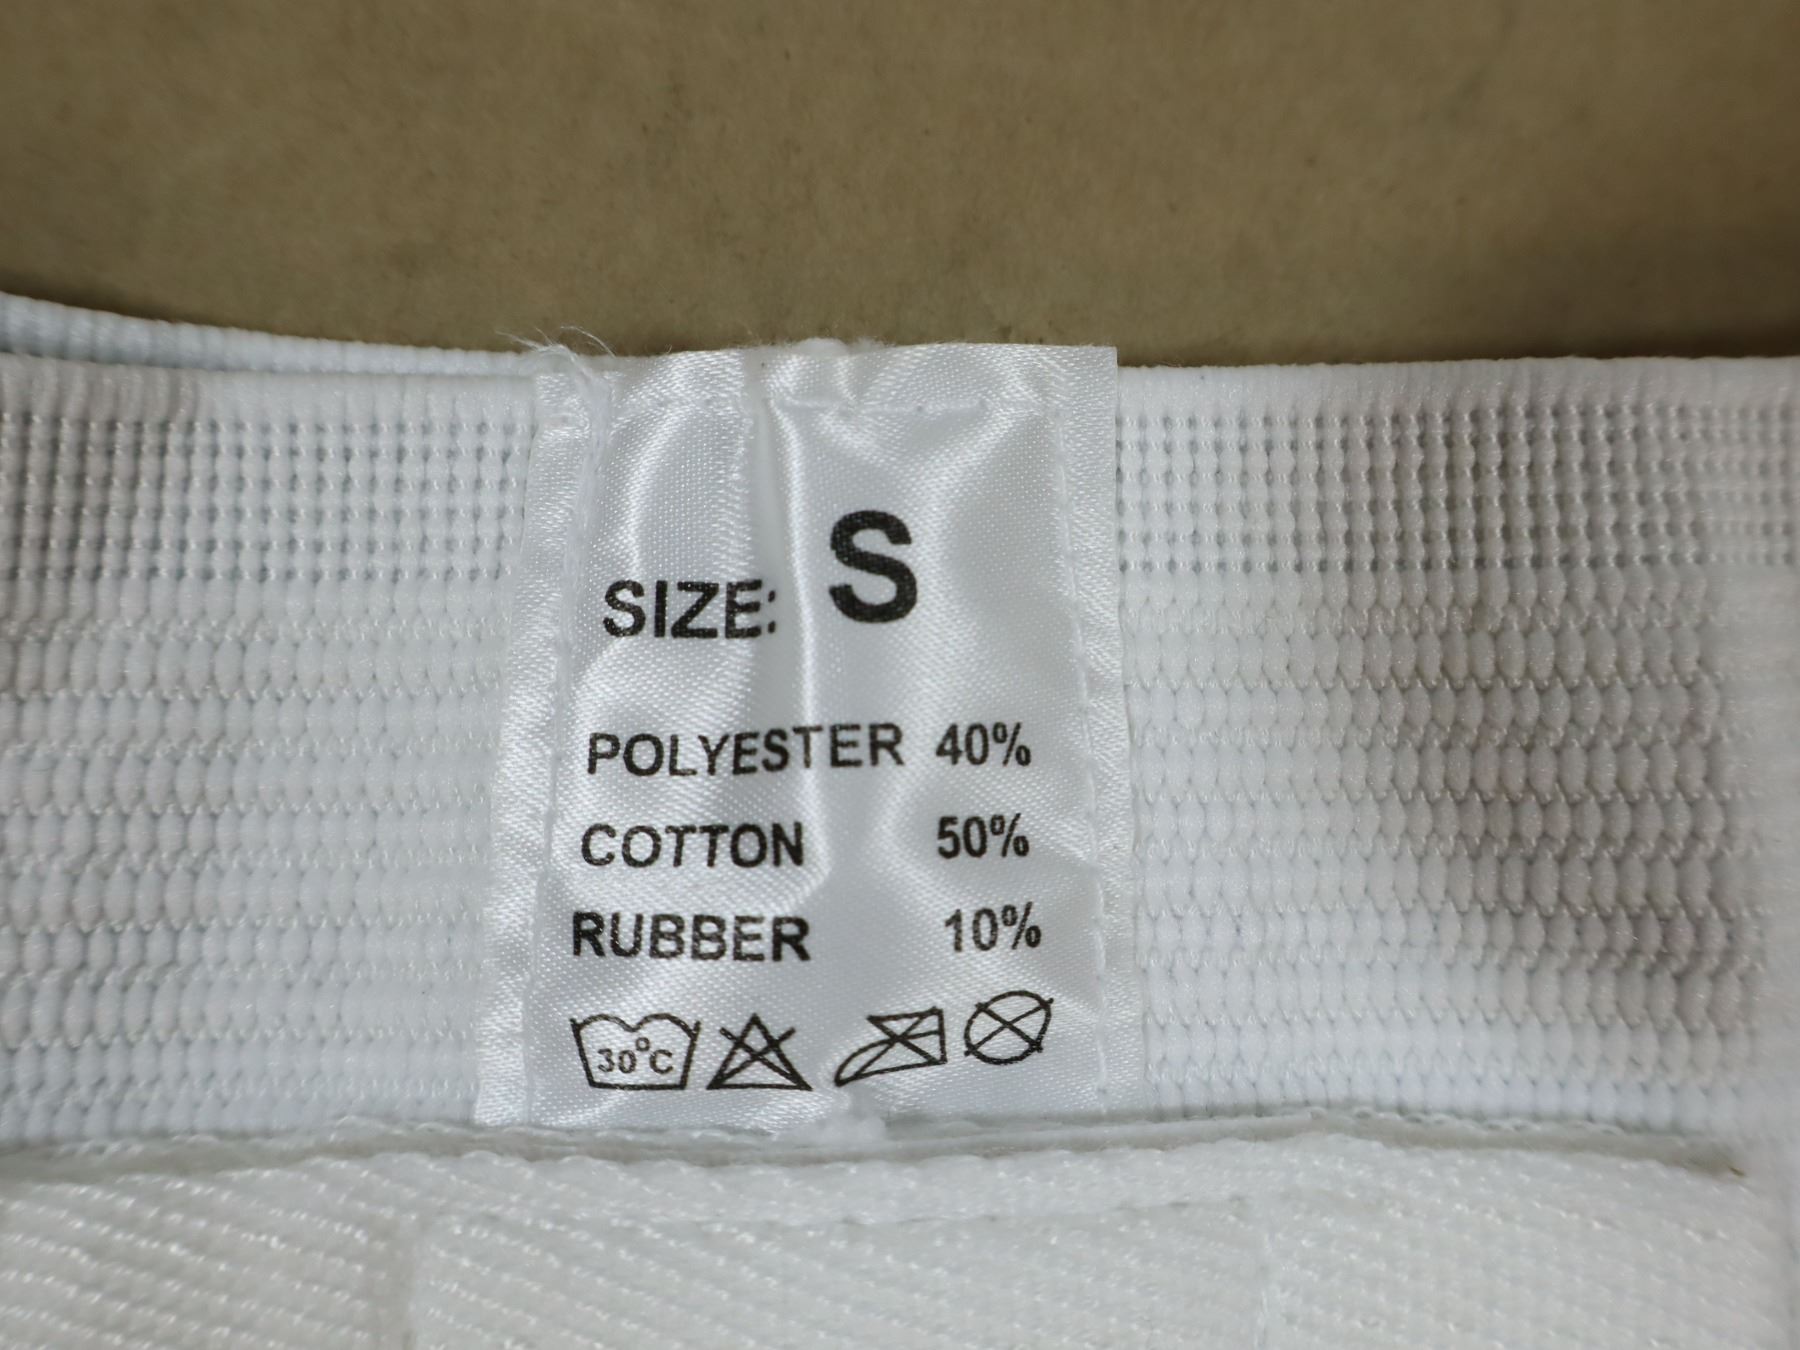 SIZE: S
POLYESTER 40%
COTTON 50%
RUBBER 10%
30°C